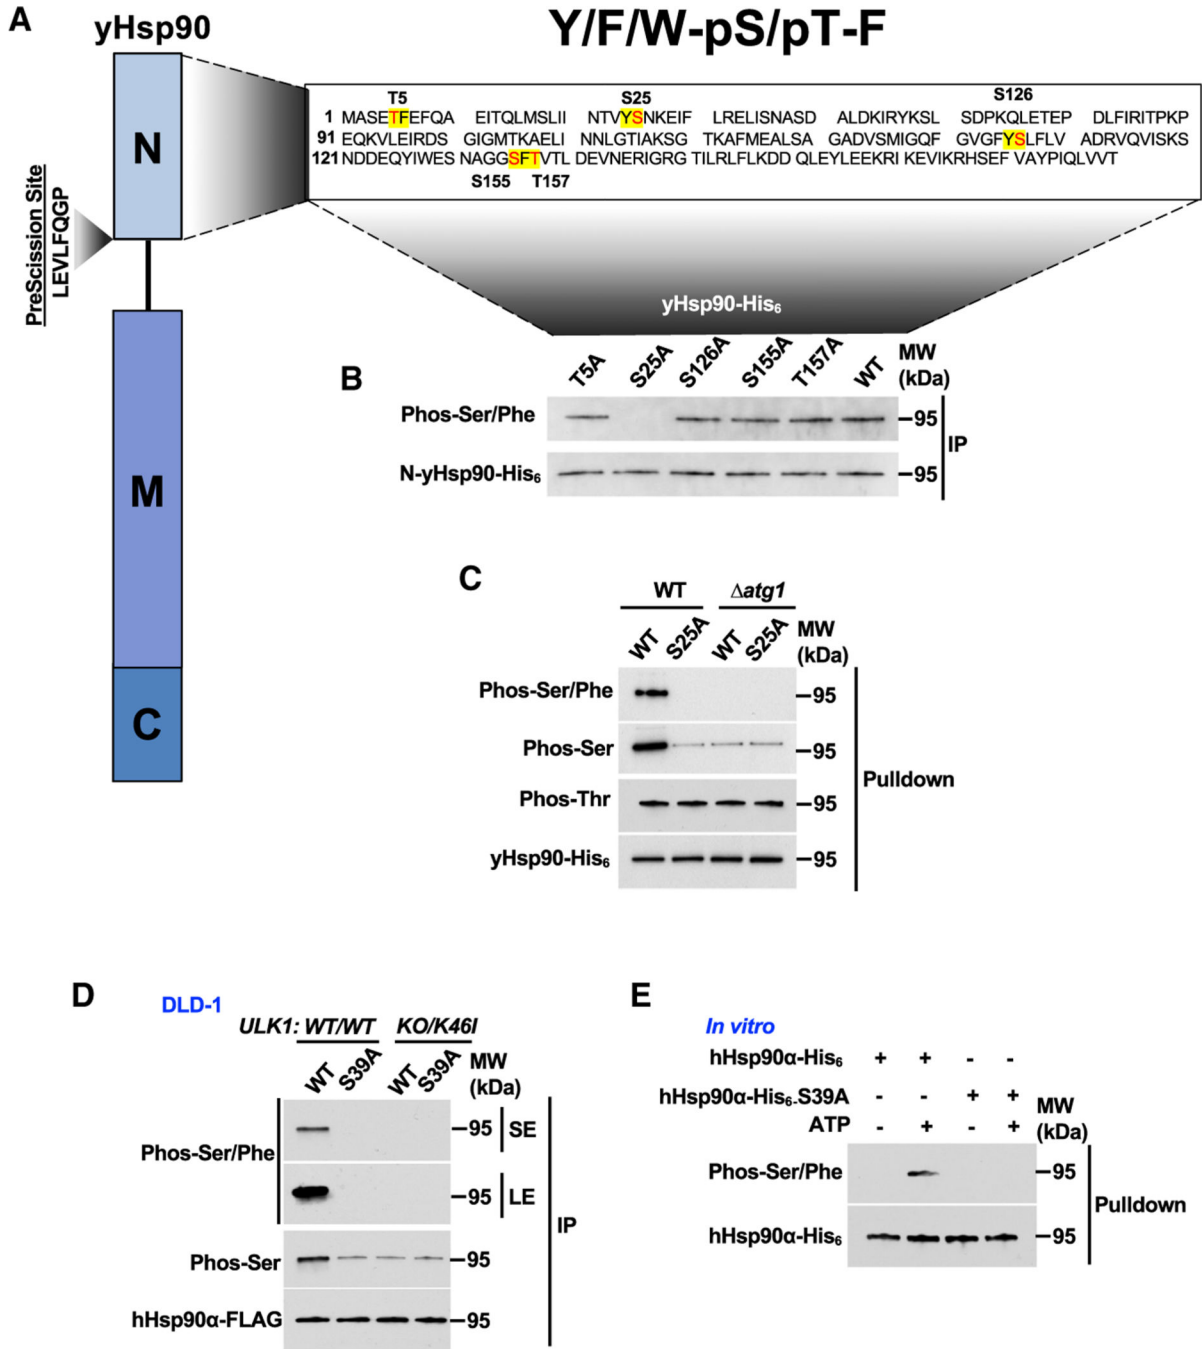 A
yHsp90
Y/F/W-pS/pT-F
N
PreScission Site
LEVLFQGP
M
C
T5 S25 S126
1 MASETFEFQA EITQLMSLII NTVYSNKEIF LRELISNASD ALDKIRYKSL SDPKQLETEP DLFIRITPKP
91 EQKVLEIRDS GIGMTKAELI NNLGTIAKSG TKAFMEALSA GADVSMIGQF GVGFYSLFLV ADRVQVISKS
121 NDDEQYIWES NAGGSFTVTL DEVNERIGRG TILRLFLKDD QLEYLEEKRI KEVIKRHSEF VAYPIQLVVT
S155 T157
yHsp90-His6
B
T5A S25A S126A S155A T157A WT MW (kDa)
Phos-Ser/Phe 95
N-yHsp90-His6 95
IP
C
WT Δatg1
WT S25A WT S25A MW (kDa)
Phos-Ser/Phe 95
Phos-Ser 95
Phos-Thr 95
yHsp90-His6 95
Pulldown
D
DLD-1
ULK1: WT/WT KO/K46I
WT S39A WT S39A MW (kDa)
Phos-Ser/Phe
95 SE
95 LE
Phos-Ser 95
hHsp90α-FLAG 95
IP
E
In vitro
hHsp90α-His6 + + - -
hHsp90α-His6-S39A - - + +
ATP - + - +
MW (kDa)
Phos-Ser/Phe 95
hHsp90α-His6 95
Pulldown